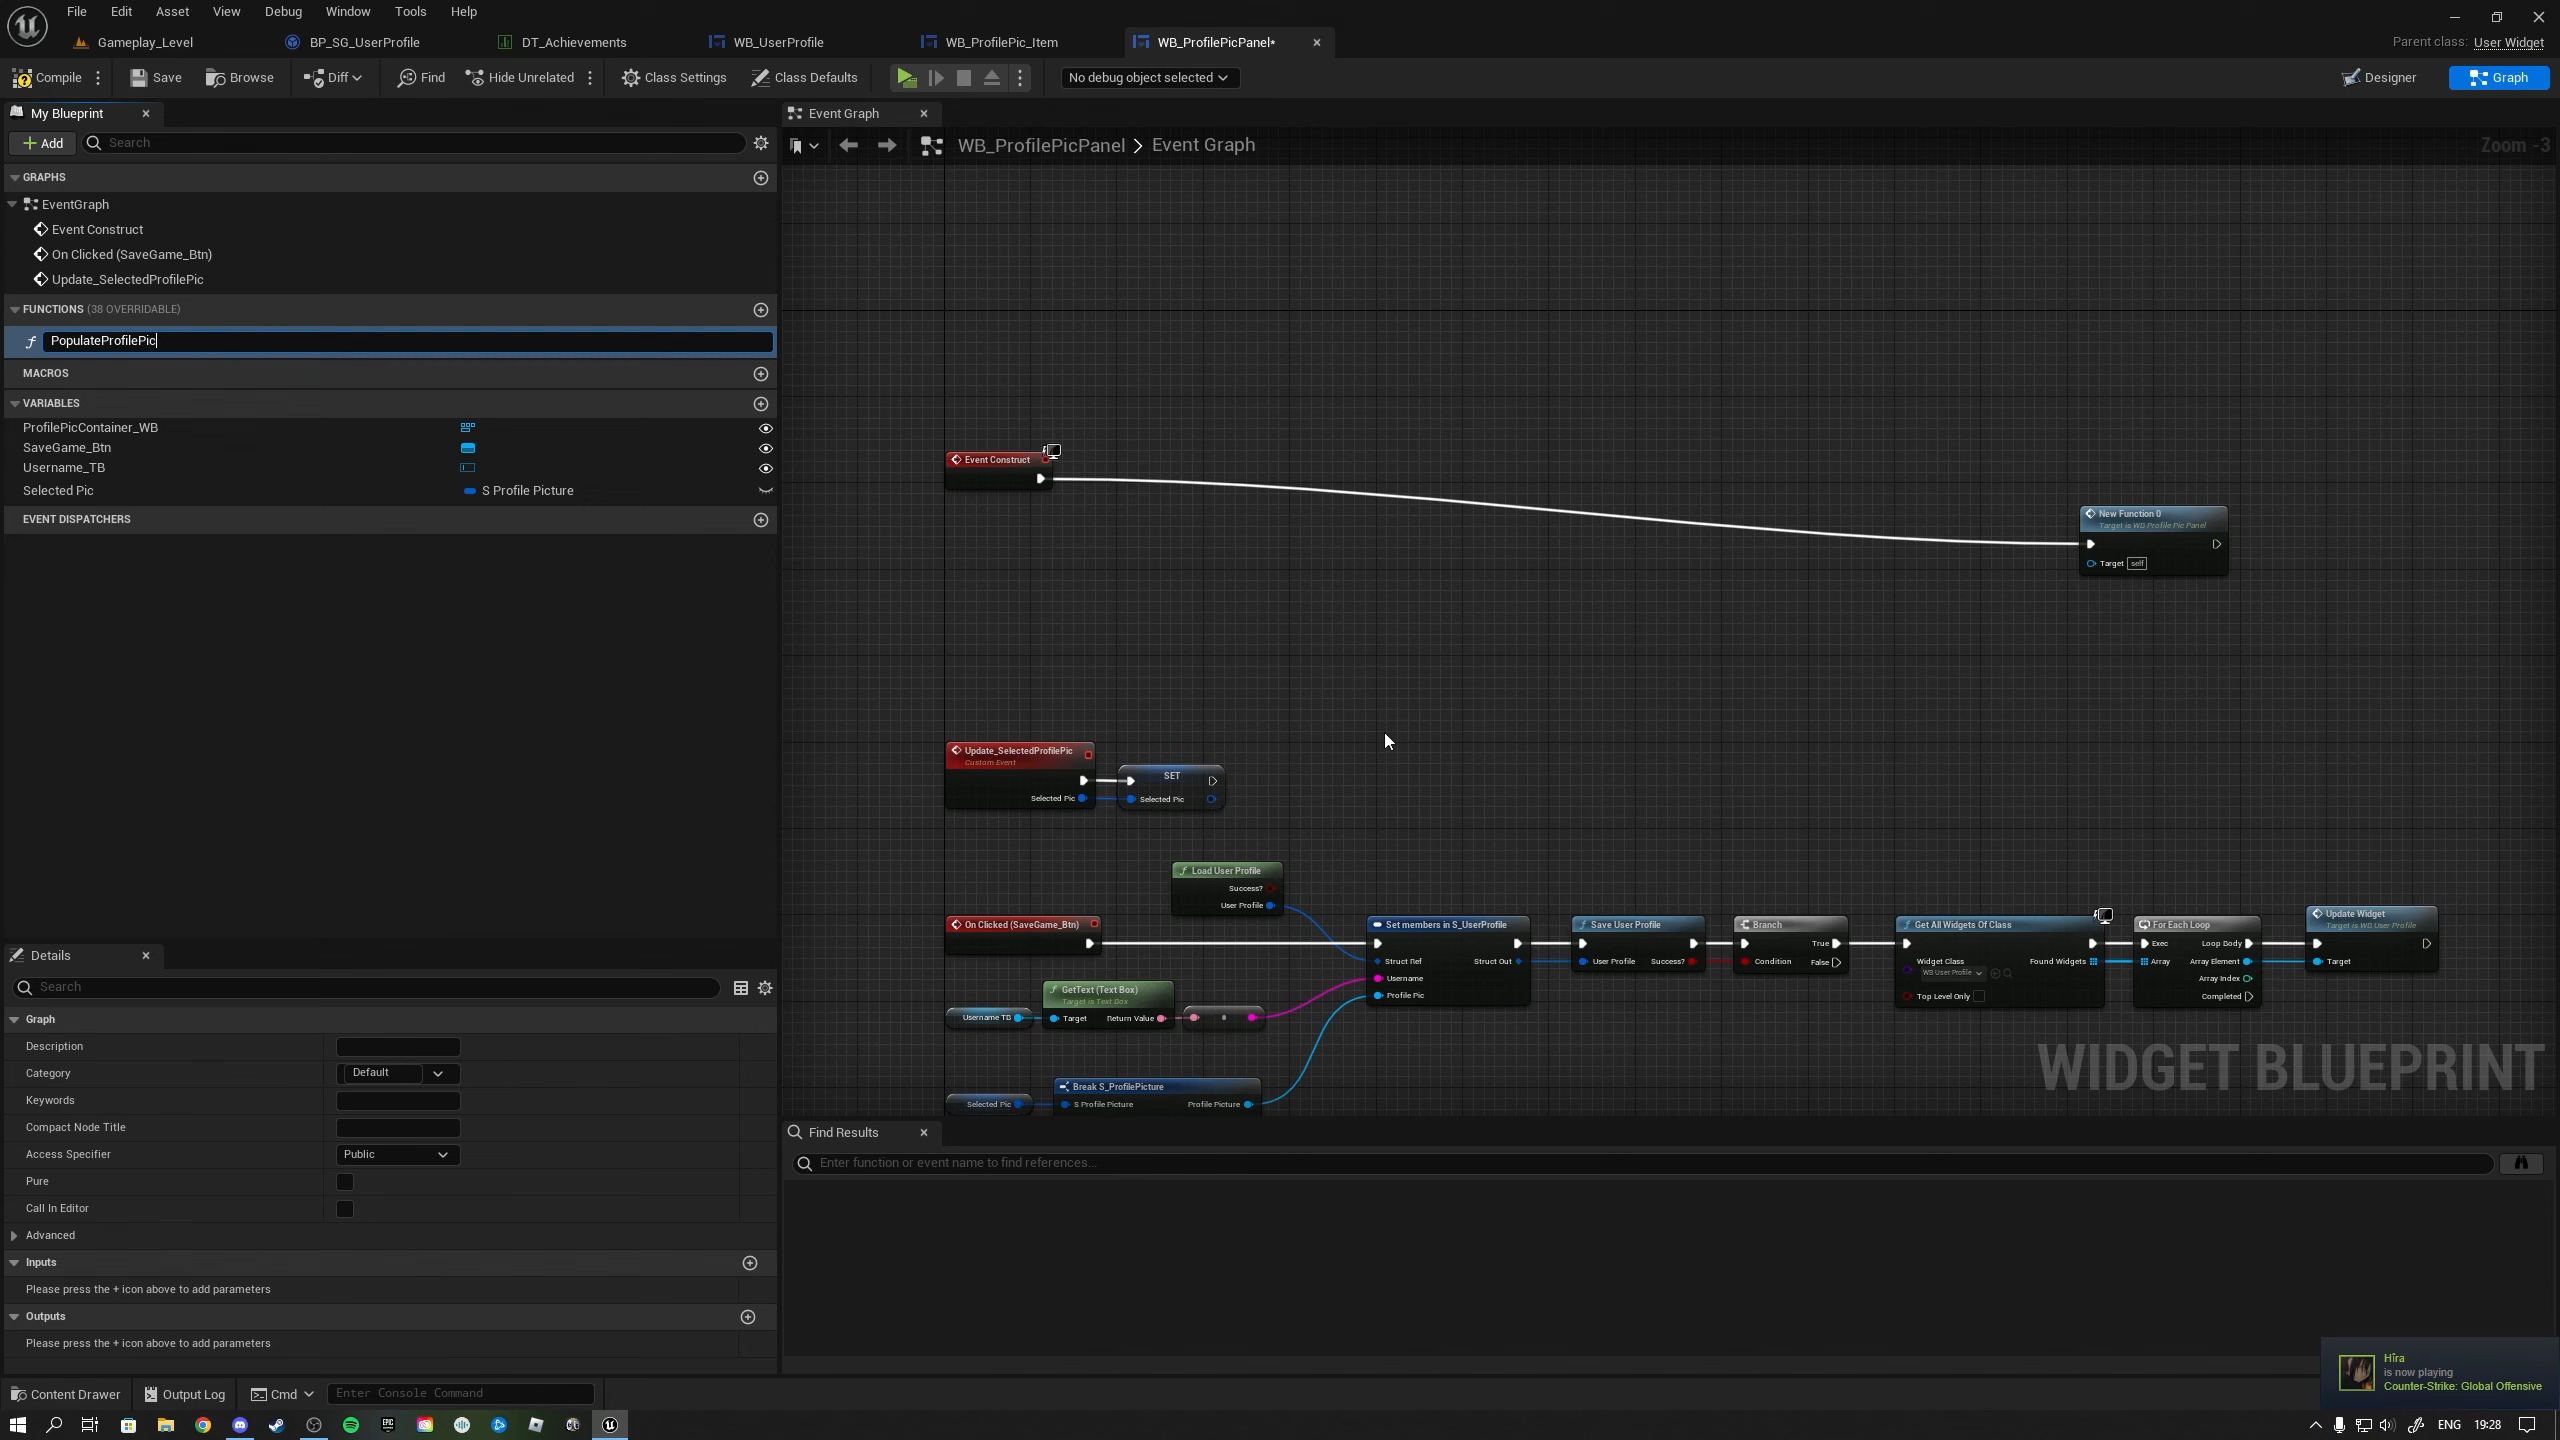 File Edit Asset View Debug Window Tools Help
Gameplay_Level BP_SG_UserProfile DT_Achievements WB_UserProfile WB_ProfilePic_Item WB_ProfilePicPanel* Parent class: User Widget
Compile Save Browse Diff Find Hide Unrelated Class Settings Class Defaults No debug object selected Designer Graph
My Blueprint
Add Search
GRAPHS
EventGraph
Event Construct
On Clicked (SaveGame_Btn)
Update_SelectedProfilePic
FUNCTIONS (38 OVERRIDABLE)
PopulateProfilePic
MACROS
VARIABLES
ProfilePicContainer_WB
SaveGame_Btn
Username_TB
Selected Pic S Profile Picture
EVENT DISPATCHERS
Details
Search
Graph
Description
Category Default
Keywords
Compact Node Title
Access Specifier Public
Pure
Call In Editor
Advanced
Inputs
Please press the + icon above to add parameters
Outputs
Please press the + icon above to add parameters
Event Graph
WB_ProfilePicPanel > Event Graph Zoom -3
Event Construct
New Function 0
Target is WB Profile Pic Panel
Target self
Update_SelectedProfilePic
Custom Event
Selected Pic
SET
Selected Pic
Load User Profile
Success?
User Profile
On Clicked (SaveGame_Btn)
Set members in S_UserProfile
Struct Ref Struct Out
Username
Profile Pic
Save User Profile
User Profile Success?
Branch
True
Condition False
Get All Widgets Of Class
Widget Class Found Widgets
WB User Profile
Top Level Only
For Each Loop
Exec Loop Body
Array Array Element
Array Index
Completed
Update Widget
Target is WB User Profile
Target
GetText (Text Box)
Target is Text Box
Username TB Target Return Value
Break S_ProfilePicture
Selected Pic S Profile Picture Profile Picture
WIDGET BLUEPRINT
Find Results
Enter function or event name to find references...
Hîra
is now playing
Counter-Strike: Global Offensive
Content Drawer Output Log Cmd Enter Console Command
EPIC ENG 19:28